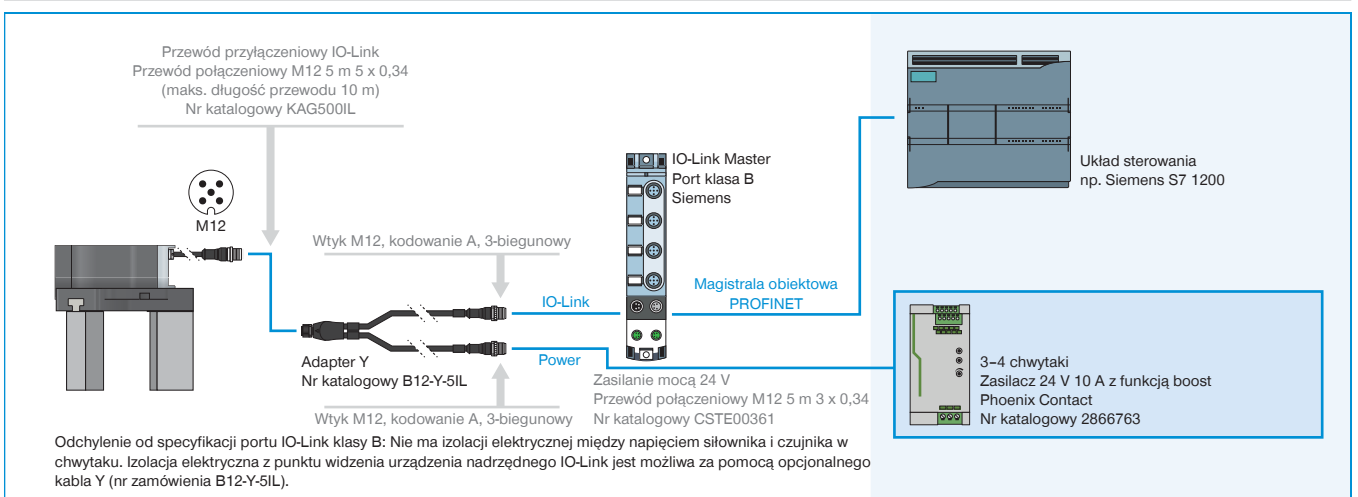 Przewód przyłączeniowy IO-Link
Przewód połączeniowy M12 5 m 5 x 0,34
(maks. długość przewodu 10 m)
Nr katalogowy KAG500IL
M12
Wtyk M12, kodowanie A, 3-biegunowy
IO-Link Master
Port klasa B
Siemens
Układ sterowania
np. Siemens S7 1200
IO-Link
Magistrala obiektowa
PROFINET
Adapter Y
Nr katalogowy B12-Y-5IL
Power
Wtyk M12, kodowanie A, 3-biegunowy
Zasilanie mocą 24 V
Przewód połączeniowy M12 5 m 3 x 0,34
Nr katalogowy CSTE00361
3–4 chwytaki
Zasilacz 24 V 10 A z funkcją boost
Phoenix Contact
Nr katalogowy 2866763
Odchylenie od specyfikacji portu IO-Link klasy B: Nie ma izolacji elektrycznej między napięciem siłownika i czujnika w
chwytaku. Izolacja elektryczna z punktu widzenia urządzenia nadrzędnego IO-Link jest możliwa za pomocą opcjonalnego
kabla Y (nr zamówienia B12-Y-5IL).